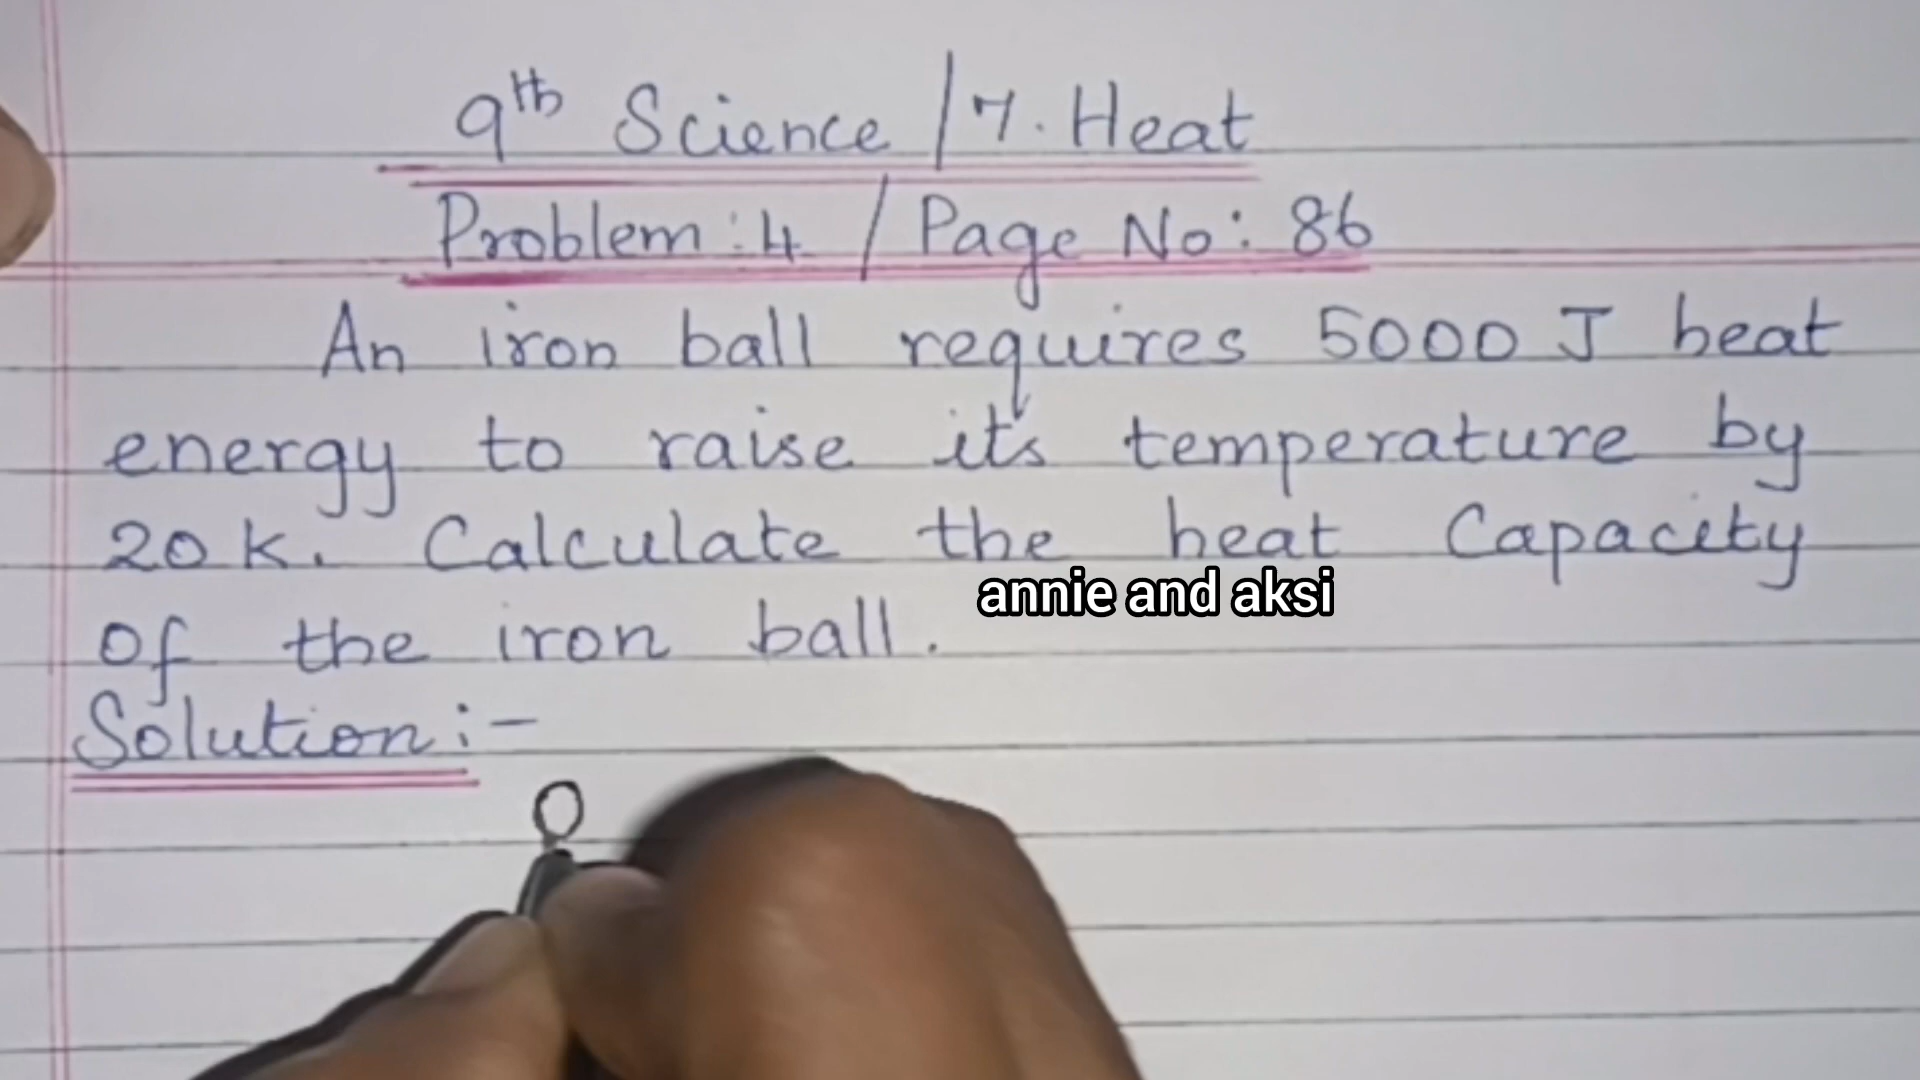 9th Science / 7. Heat
Problem : 4 / Page No : 86
An iron ball requires 5000 J heat
energy to raise it's temperature by
20 K. Calculate the heat Capacity
annie and aksi
of the iron ball.
Solution :-
Q